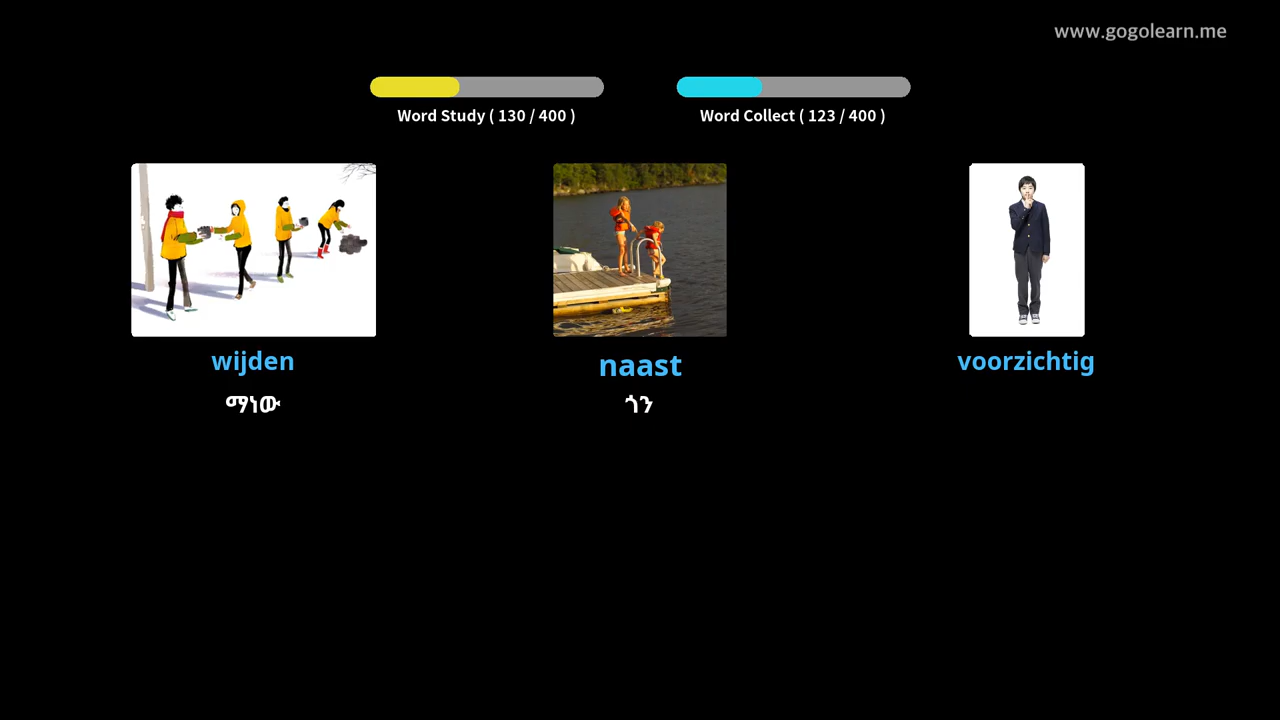 www.gogolearn.me
Word Study ( 130 / 400 )
Word Collect ( 123 / 400 )
wijden
naast
voorzichtig
ማነው
ጎን